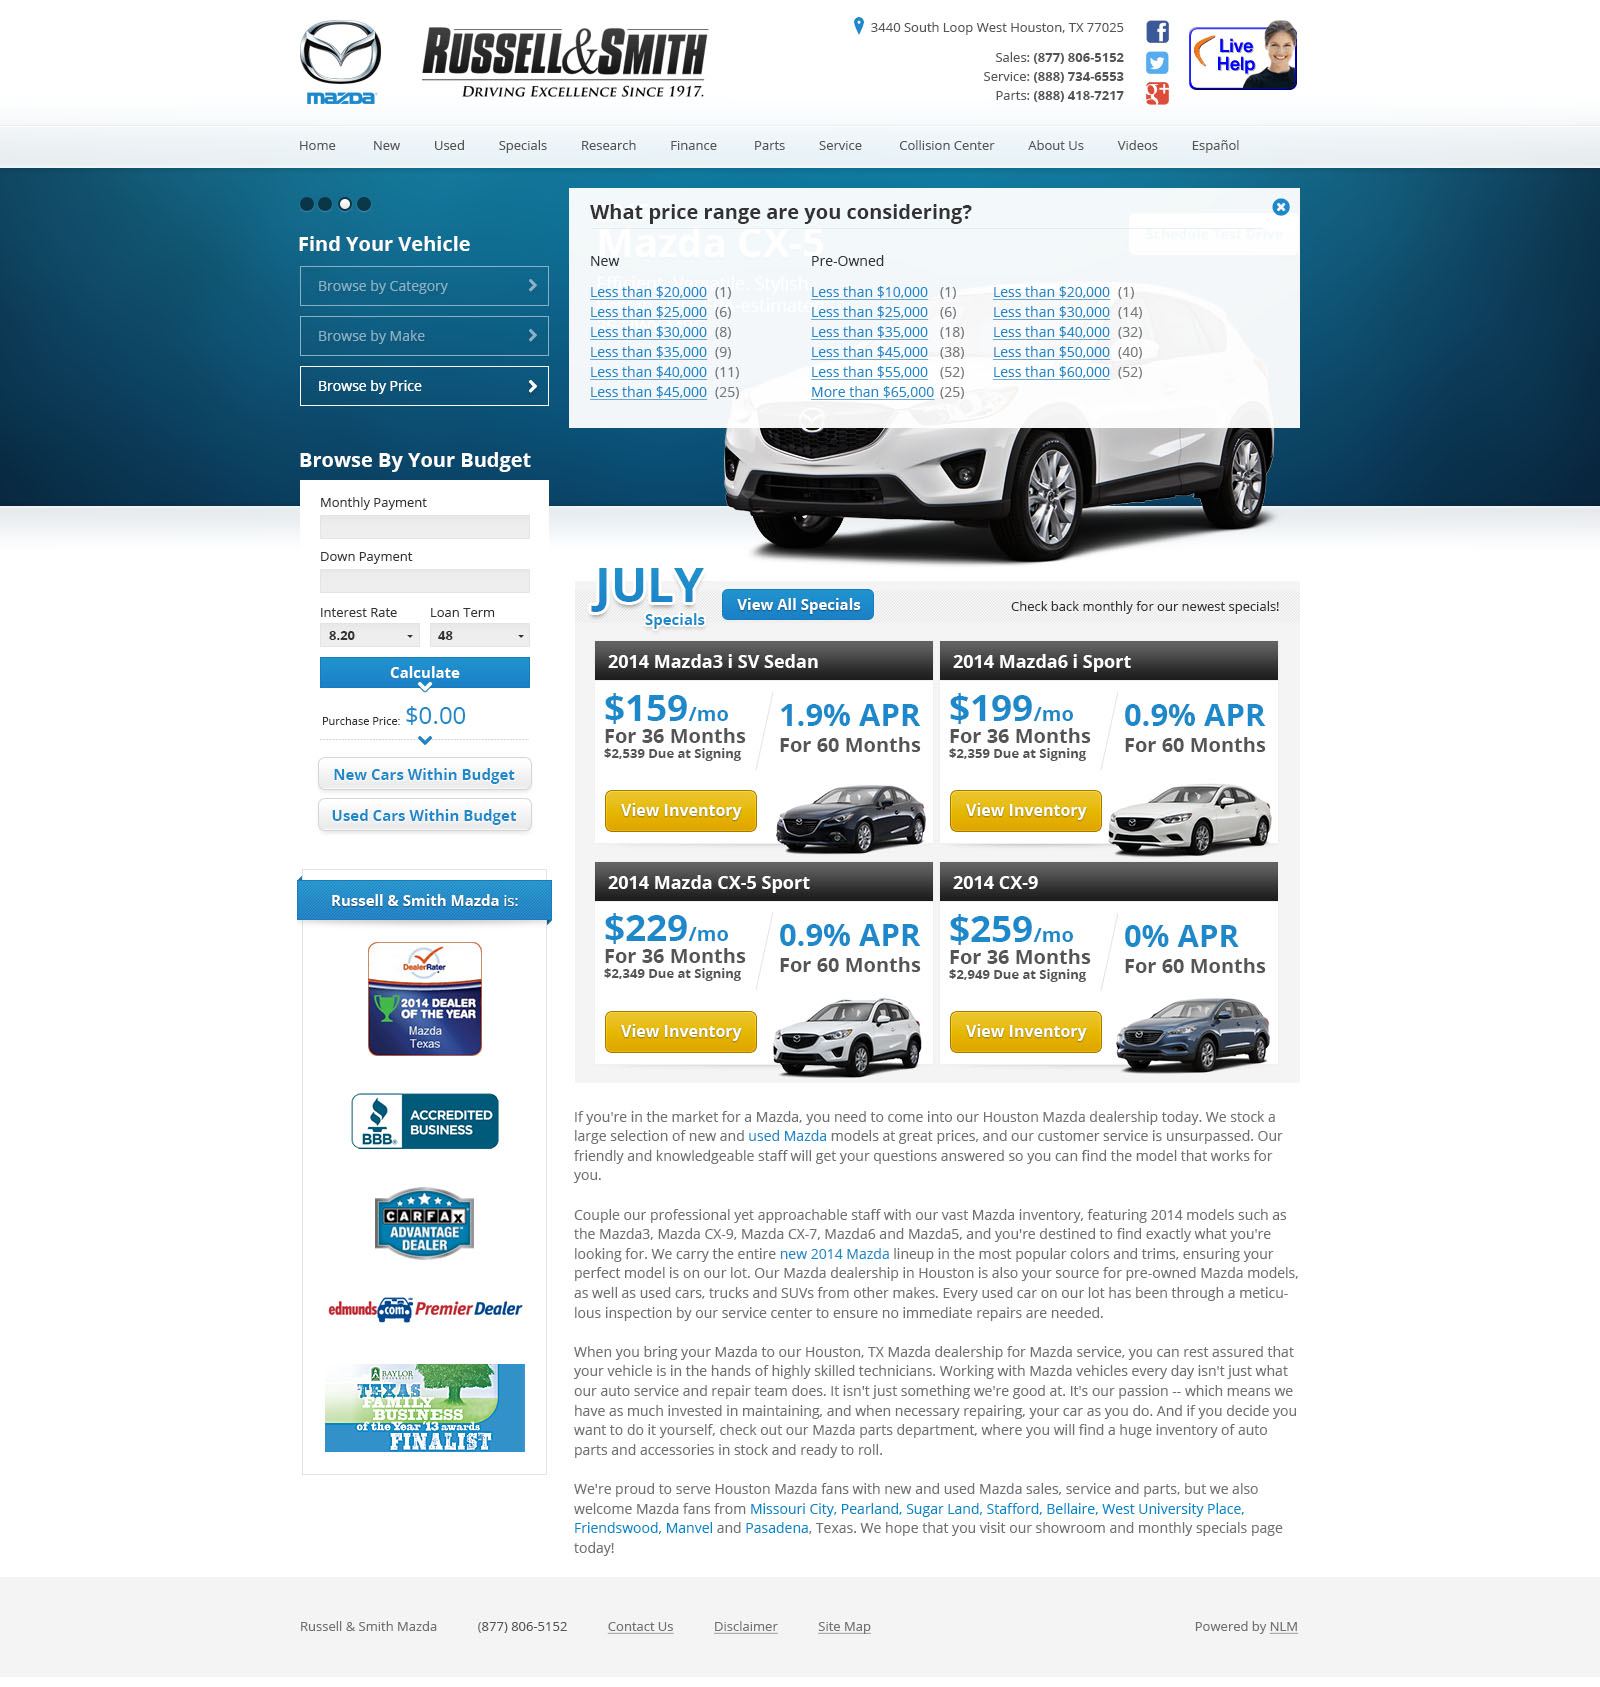 mazda
RUSSELL & SMITH
DRIVING EXCELLENCE SINCE 1917.
3440 South Loop West Houston, TX 77025
Sales: (877) 806-5152
Service: (888) 734-6553
Parts: (888) 418-7217
Live
Help
Home New Used Specials Research Finance Parts Service Collision Center About Us Videos Español
Find Your Vehicle
Browse by Category
Browse by Make
Browse by Price
What price range are you considering?
Mazda CX-5
Schedule Test Drive
New
Pre-Owned
Less than $20,000 (1)
Less than $25,000 (6)
Less than $30,000 (8)
Less than $35,000 (9)
Less than $40,000 (11)
Less than $45,000 (25)
Less than $10,000 (1)
Less than $25,000 (6)
Less than $35,000 (18)
Less than $45,000 (38)
Less than $55,000 (52)
More than $65,000 (25)
Less than $20,000 (1)
Less than $30,000 (14)
Less than $40,000 (32)
Less than $50,000 (40)
Less than $60,000 (52)
Browse By Your Budget
Monthly Payment
Down Payment
Interest Rate Loan Term
8.20 48
Calculate
Purchase Price: $0.00
New Cars Within Budget
Used Cars Within Budget
Russell & Smith Mazda is:
DealerRater
2014 DEALER
OF THE YEAR
Mazda
Texas
BBB
ACCREDITED
BUSINESS
CARFAX
ADVANTAGE
DEALER
edmunds.com Premier Dealer
BAYLOR
UNIVERSITY
TEXAS
FAMILY
BUSINESS
of the Year '13 awards
FINALIST
JULY
Specials
View All Specials
Check back monthly for our newest specials!
2014 Mazda3 i SV Sedan
$159/mo
For 36 Months
$2,539 Due at Signing
1.9% APR
For 60 Months
View Inventory
2014 Mazda6 i Sport
$199/mo
For 36 Months
$2,359 Due at Signing
0.9% APR
For 60 Months
View Inventory
2014 Mazda CX-5 Sport
$229/mo
For 36 Months
$2,349 Due at Signing
0.9% APR
For 60 Months
View Inventory
2014 CX-9
$259/mo
For 36 Months
$2,949 Due at Signing
0% APR
For 60 Months
View Inventory
If you're in the market for a Mazda, you need to come into our Houston Mazda dealership today. We stock a
large selection of new and used Mazda models at great prices, and our customer service is unsurpassed. Our
friendly and knowledgeable staff will get your questions answered so you can find the model that works for
you.
Couple our professional yet approachable staff with our vast Mazda inventory, featuring 2014 models such as
the Mazda3, Mazda CX-9, Mazda CX-7, Mazda6 and Mazda5, and you're destined to find exactly what you're
looking for. We carry the entire new 2014 Mazda lineup in the most popular colors and trims, ensuring your
perfect model is on our lot. Our Mazda dealership in Houston is also your source for pre-owned Mazda models,
as well as used cars, trucks and SUVs from other makes. Every used car on our lot has been through a meticu-
lous inspection by our service center to ensure no immediate repairs are needed.
When you bring your Mazda to our Houston, TX Mazda dealership for Mazda service, you can rest assured that
your vehicle is in the hands of highly skilled technicians. Working with Mazda vehicles every day isn't just what
our auto service and repair team does. It isn't just something we're good at. It's our passion -- which means we
have as much invested in maintaining, and when necessary repairing, your car as you do. And if you decide you
want to do it yourself, check out our Mazda parts department, where you will find a huge inventory of auto
parts and accessories in stock and ready to roll.
We're proud to serve Houston Mazda fans with new and used Mazda sales, service and parts, but we also
welcome Mazda fans from Missouri City, Pearland, Sugar Land, Stafford, Bellaire, West University Place,
Friendswood, Manvel and Pasadena, Texas. We hope that you visit our showroom and monthly specials page
today!
Russell & Smith Mazda (877) 806-5152 Contact Us Disclaimer Site Map Powered by NLM